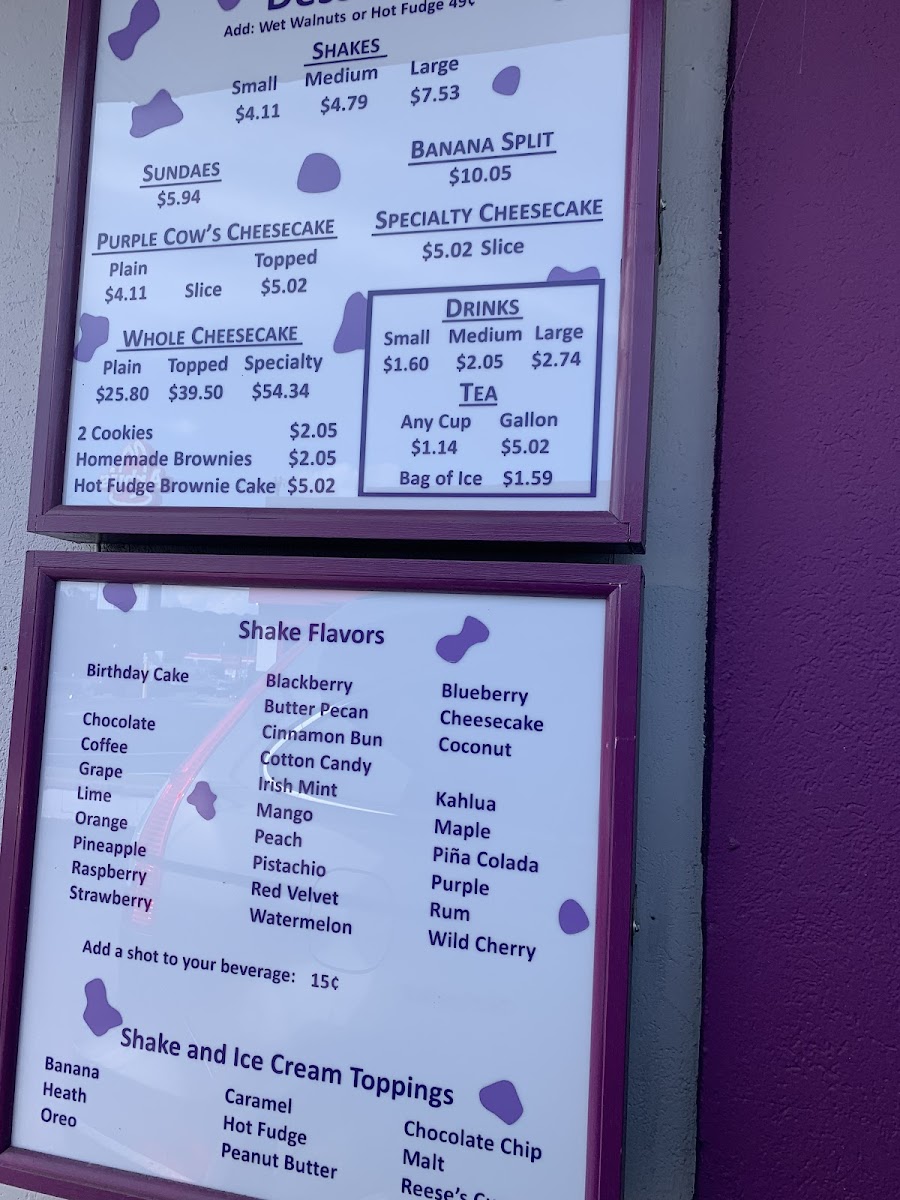 Add: Wet Walnuts or Hot Fudge 49¢
SHAKES
Small Medium Large
$4.11 $4.79 $7.53
SUNDAES
$5.94
BANANA SPLIT
$10.05
PURPLE COW'S CHEESECAKE
Plain Topped
$4.11 Slice $5.02
SPECIALTY CHEESECAKE
$5.02 Slice
WHOLE CHEESECAKE
Plain Topped Specialty
$25.80 $39.50 $54.34
2 Cookies $2.05
Homemade Brownies $2.05
Hot Fudge Brownie Cake $5.02
DRINKS
Small Medium Large
$1.60 $2.05 $2.74
TEA
Any Cup Gallon
$1.14 $5.02
Bag of Ice $1.59
Shake Flavors
Birthday Cake
Chocolate
Coffee
Grape
Lime
Orange
Pineapple
Raspberry
Strawberry
Blackberry
Butter Pecan
Cinnamon Bun
Cotton Candy
Irish Mint
Mango
Peach
Pistachio
Red Velvet
Watermelon
Blueberry
Cheesecake
Coconut
Kahlua
Maple
Piña Colada
Purple
Rum
Wild Cherry
Add a shot to your beverage: 15¢
Shake and Ice Cream Toppings
Banana
Heath
Oreo
Caramel
Hot Fudge
Peanut Butter
Chocolate Chip
Malt
Reese's